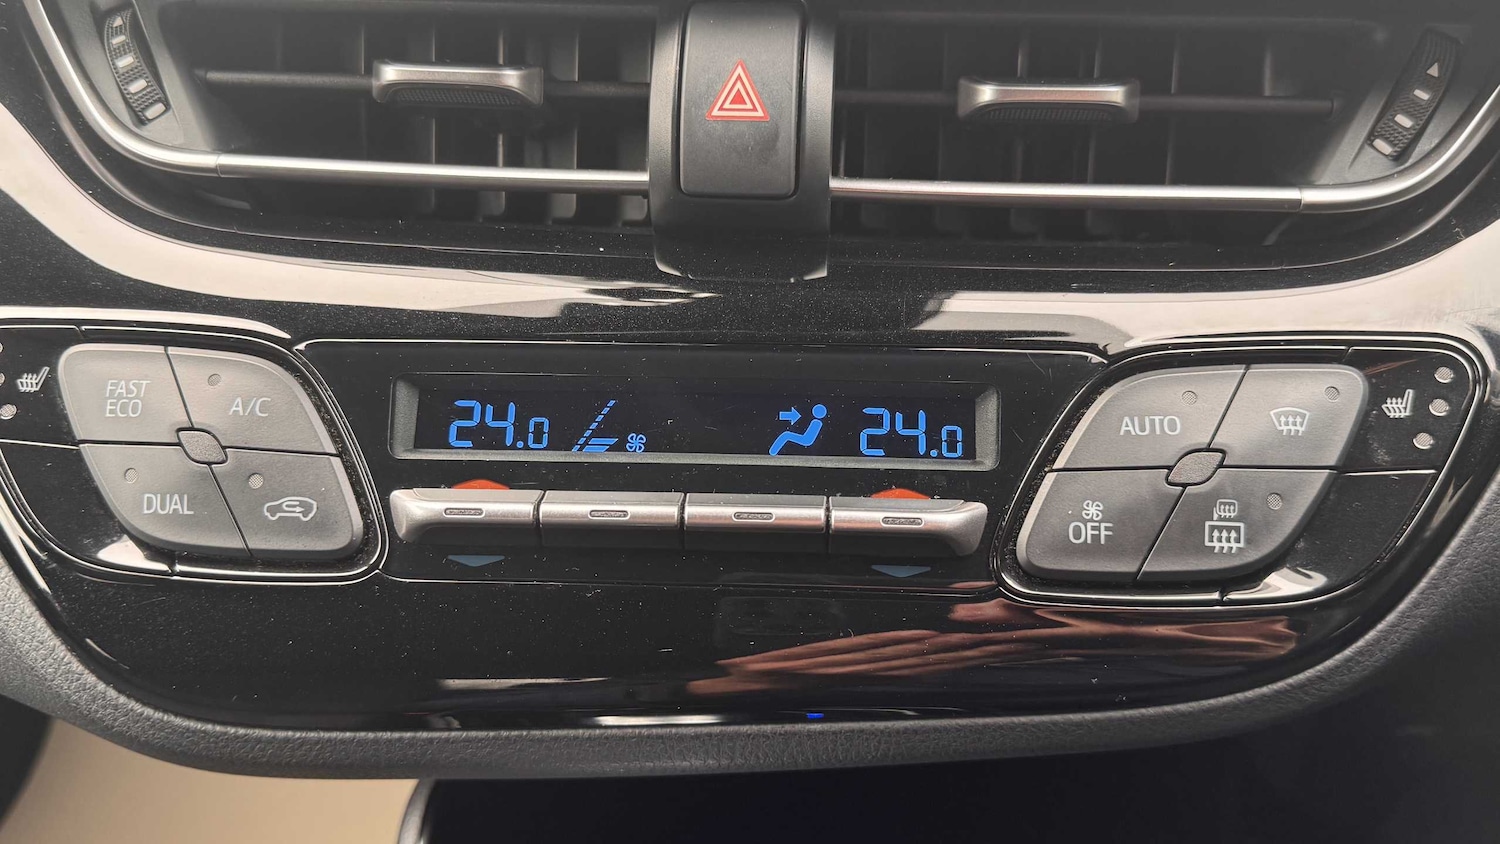 FAST
ECO
A/C
DUAL
24.0
24.0
AUTO
OFF